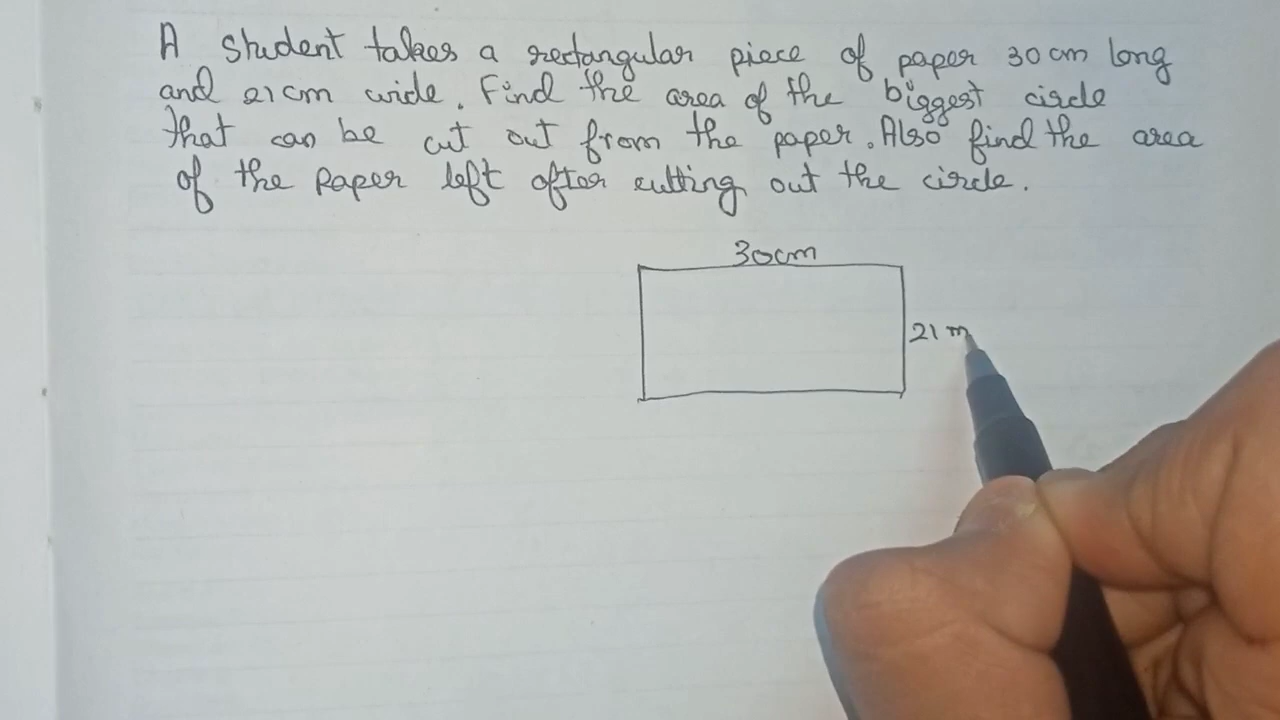 A student takes a rectangular piece of paper 30 cm long
and 21 cm wide. Find the area of the biggest circle
that can be cut out from the paper. Also find the area
of the paper left after cutting out the circle.
30cm
21 m